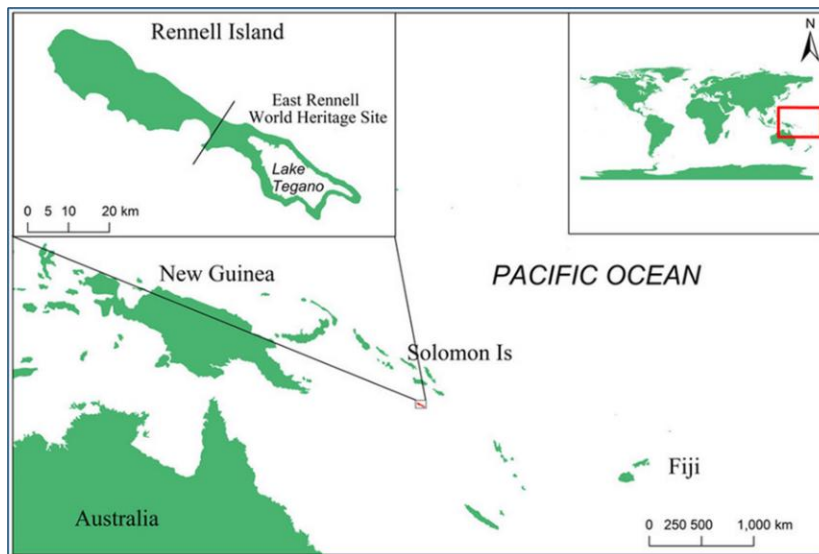 Rennell Island
East Rennell
World Heritage Site
Lake
Tegano
0 5 10 20 km
N
New Guinea
PACIFIC OCEAN
Solomon Is
Fiji
Australia
0 250 500 1,000 km